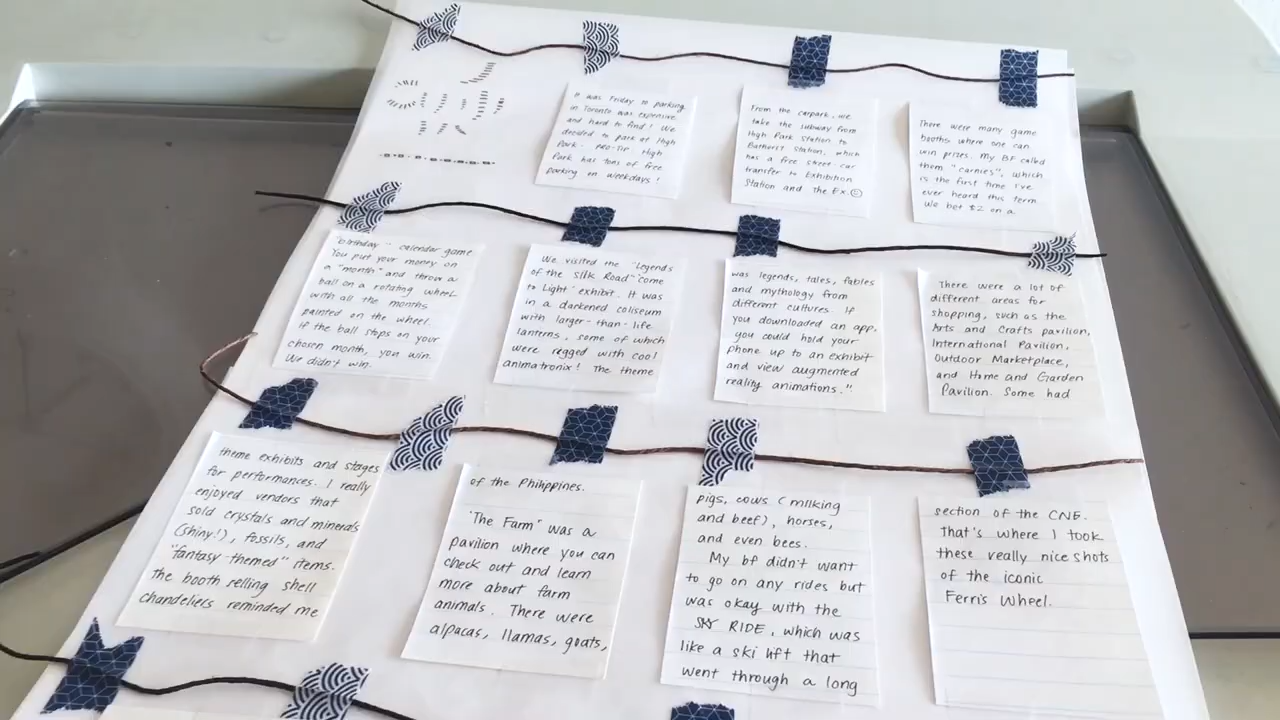 It was Friday so parking
in Toronto was expensive
and hard to find! We
decided to park at High
Park - pro-tip High
Park has tons of free
parking on weekdays!
From the carpark, we
take the subway from
High Park Station to
Bathurst Station, which
has a free street-car
transfer to Exhibition
Station and the Ex.
There were many game
booths where one can
win prizes. My BF called
them "carnies", which
is the first time I've
ever heard this term
We bet $2 on a
"birthday" calendar game
You put your money on
a "month" and throw a
ball on a rotating wheel
with all the months
painted on the wheel.
If the ball stops on your
chosen month, you win.
We didn't win.
We visited the "Legends
of the Silk Road" come
to Light exhibit. It was
in a darkened coliseum
with larger-than-life
lanterns, some of which
were regged with cool
animatronix! The theme
was legends, tales, fables
and mythology from
different cultures. If
you downloaded an app,
you could hold your
phone up to an exhibit
and view augmented
reality animations."
There were a lot of
different areas for
shopping, such as the
Arts and Crafts pavilion,
International Pavilion,
Outdoor Marketplace,
and Home and Garden
Pavilion. Some had
theme exhibits and stages
for performances. I really
enjoyed vendors that
sold crystals and minerals
(shiny!), fossils, and
"fantasy-themed" items.
The booth selling shell
chandeliers reminded me
of the Philippines.
"The Farm" was a
pavilion where you can
check out and learn
more about farm
animals. There were
alpacas, llamas, goats,
pigs, cows (milking
and beef), horses,
and even bees.
My bf didn't want
to go on any rides but
was okay with the
SKY RIDE, which was
like a ski lift that
went through a long
section of the CNE.
That's where I took
these really nice shots
of the iconic
Ferris Wheel.